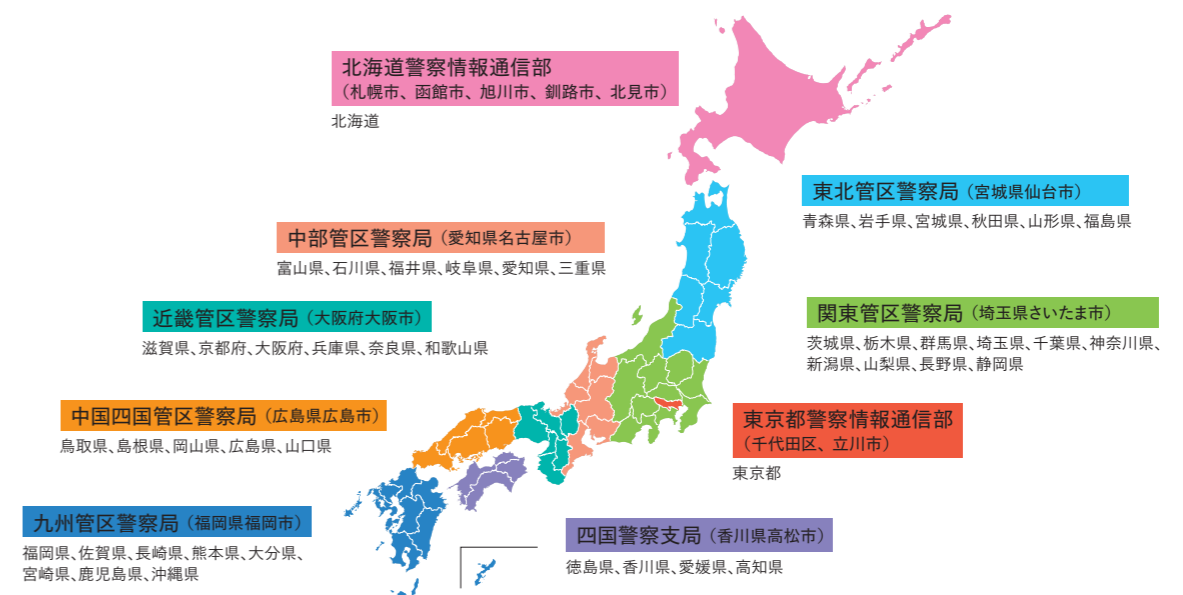 北海道警察情報通信部
（札幌市、函館市、旭川市、釧路市、北見市）
北海道
東北管区警察局（宮城県仙台市）
青森県、岩手県、宮城県、秋田県、山形県、福島県
中部管区警察局（愛知県名古屋市）
富山県、石川県、福井県、岐阜県、愛知県、三重県
近畿管区警察局（大阪府大阪市）
滋賀県、京都府、大阪府、兵庫県、奈良県、和歌山県
関東管区警察局（埼玉県さいたま市）
茨城県、栃木県、群馬県、埼玉県、千葉県、神奈川県、
新潟県、山梨県、長野県、静岡県
中国四国管区警察局（広島県広島市）
鳥取県、島根県、岡山県、広島県、山口県
東京都警察情報通信部
（千代田区、立川市）
東京都
九州管区警察局（福岡県福岡市）
福岡県、佐賀県、長崎県、熊本県、大分県、
宮崎県、鹿児島県、沖縄県
四国警察支局（香川県高松市）
徳島県、香川県、愛媛県、高知県